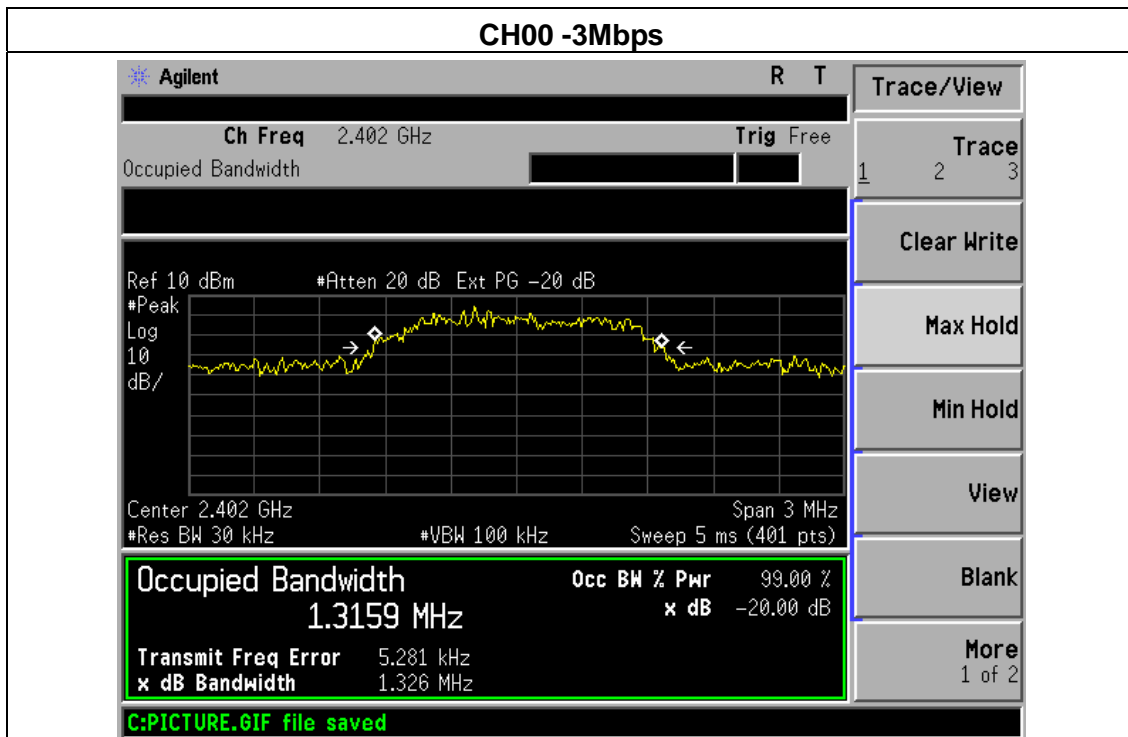 CH00 -3Mbps
Agilent R T
Trace/View
Ch Freq 2.402 GHz Trig Free
Occupied Bandwidth
Trace
1 2 3
Clear Write
Ref 10 dBm #Atten 20 dB Ext PG -20 dB
#Peak
Log
10
dB/
Max Hold
Min Hold
View
Center 2.402 GHz Span 3 MHz
#Res BW 30 kHz #VBW 100 kHz Sweep 5 ms (401 pts)
Occupied Bandwidth Occ BW % Pwr 99.00 %
1.3159 MHz x dB -20.00 dB
Blank
Transmit Freq Error 5.281 kHz
x dB Bandwidth 1.326 MHz
More
1 of 2
C:PICTURE.GIF file saved